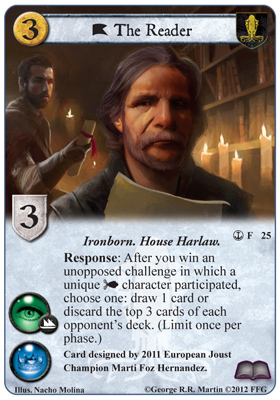 3
The Reader
3
F 25
Ironborn. House Harlaw.
Response: After you win an
unopposed challenge in which a
unique character participated,
choose one: draw 1 card or
discard the top 3 cards of each
opponent's deck. (Limit once per
phase.)
Card designed by 2011 European Joust
Champion Marti Foz Hernandez.
Illus. Nacho Molina
©George R.R. Martin ©2012 FFG